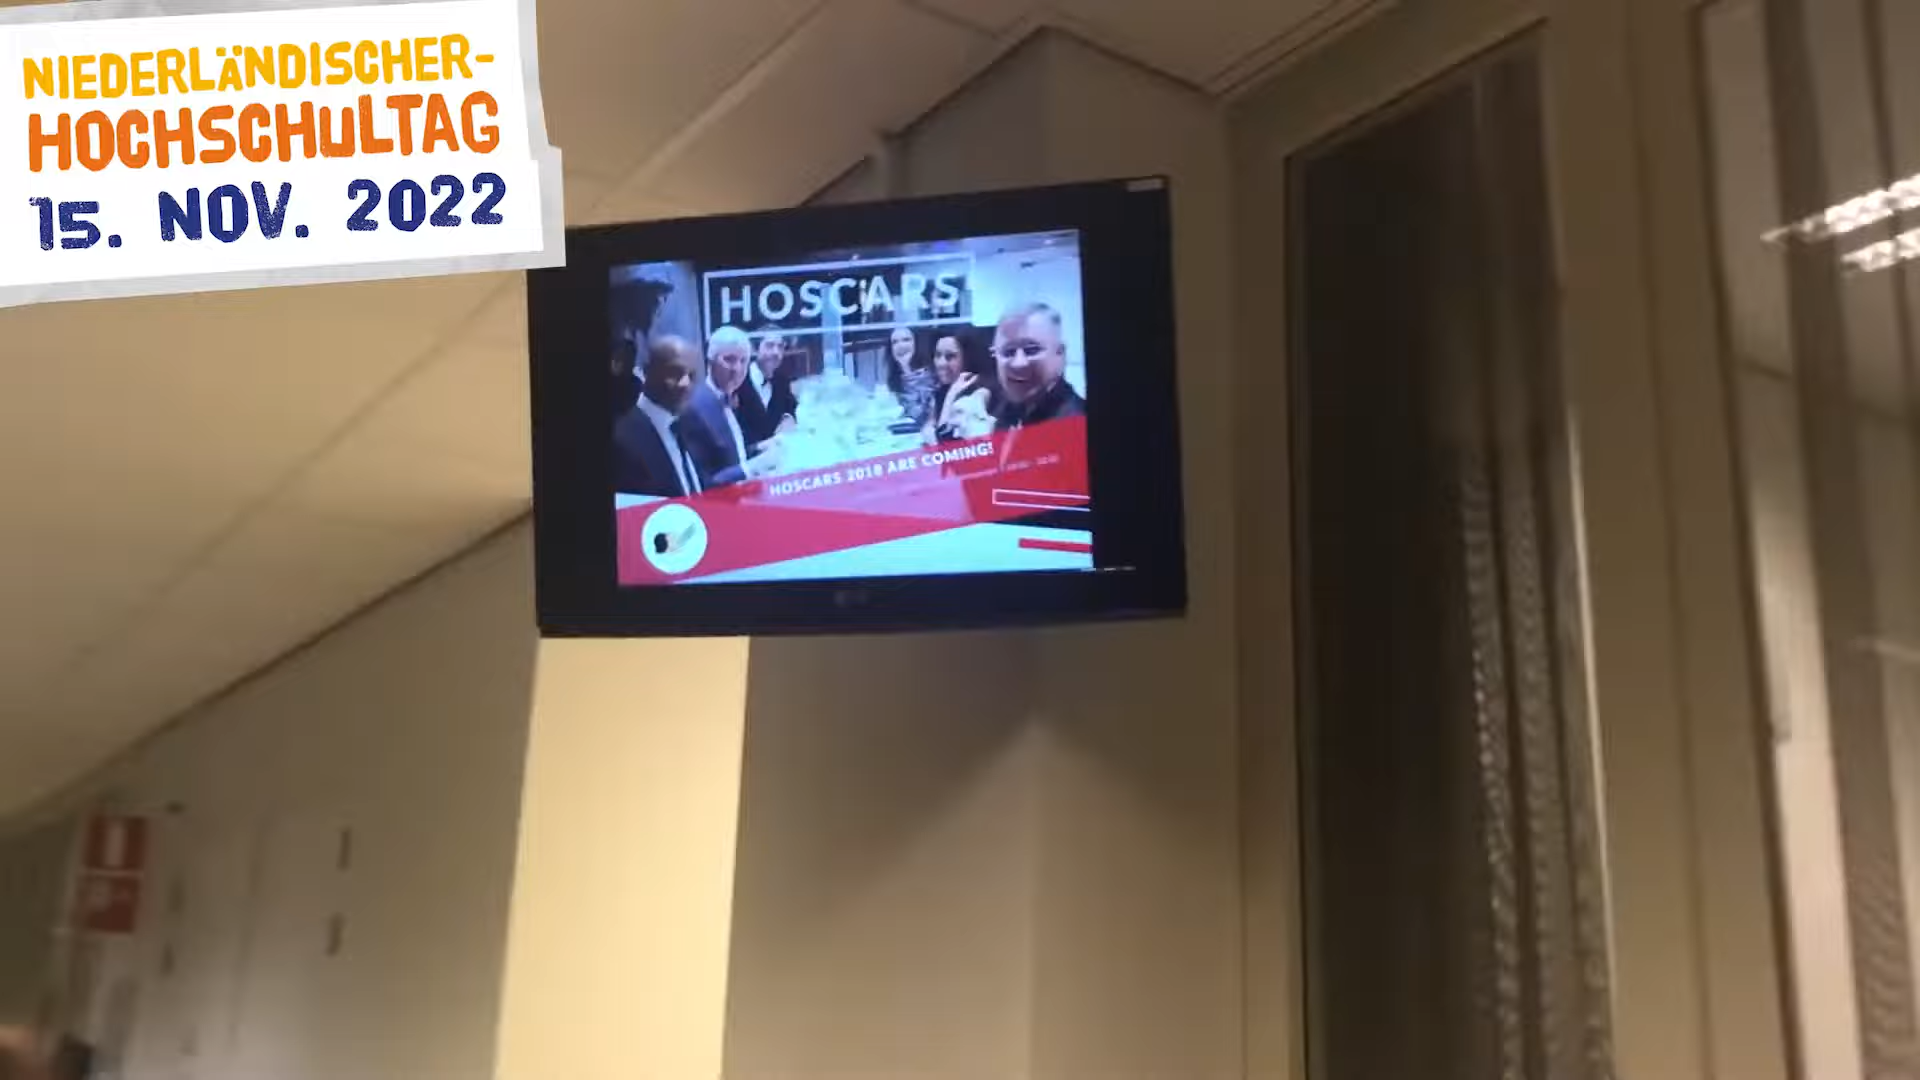 NIEDERLÄNDISCHER-
HOCHSCHuLTAG
15. NOV. 2022
HOSCARS
HOSCARS 2018 ARE COMING!